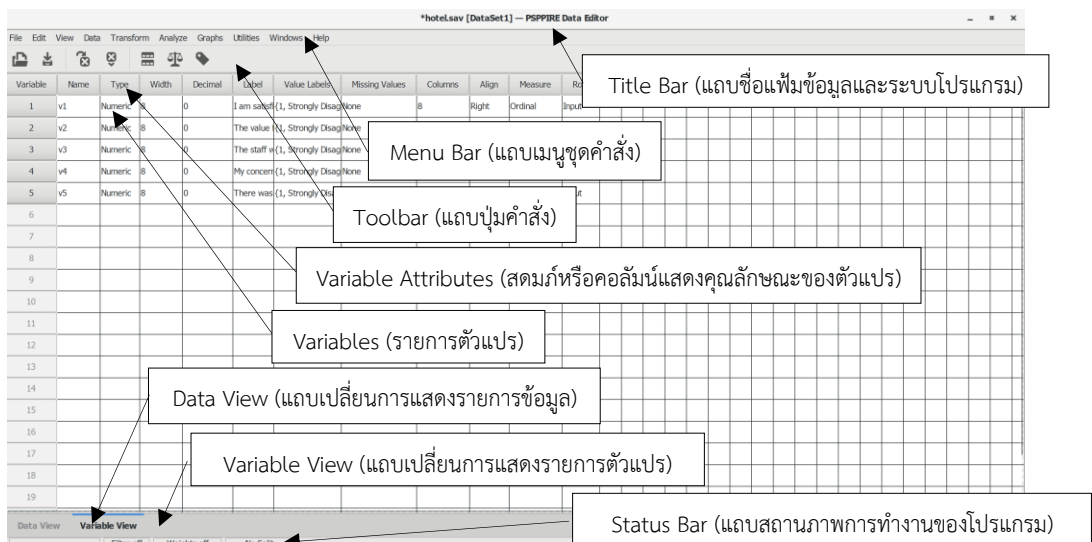 *hotel.sav [DataSet1] — PSPPIRE Data Editor
File Edit View Data Transform Analyze Graphs Utilities Windows Help
Title Bar (แถบชื่อแฟ้มข้อมูลและระบบโปรแกรม)
Variable Name Type Width Decimal Label Value Labels Missing Values Columns Align Measure
1 v1 Numeric 8 0 I am satisf {1, Strongly Disag None 8 Right Ordinal Input
2 v2 Numeric 8 0 The value {1, Strongly Disag None
3 v3 Numeric 8 0 The staff w {1, Strongly Disag None
Menu Bar (แถบเมนูชุดคำสั่ง)
4 v4 Numeric 8 0 My concern {1, Strongly Disag None
5 v5 Numeric 8 0 There was {1, Strongly Disa
Toolbar (แถบปุ่มคำสั่ง)
6
7
8
Variable Attributes (สดมภ์หรือคอลัมน์แสดงคุณลักษณะของตัวแปร)
9
10
11
Variables (รายการตัวแปร)
12
13
14
Data View (แถบเปลี่ยนการแสดงรายการข้อมูล)
15
16
17
Variable View (แถบเปลี่ยนการแสดงรายการตัวแปร)
18
19
Data View Variable View
Status Bar (แถบสถานภาพการทำงานของโปรแกรม)